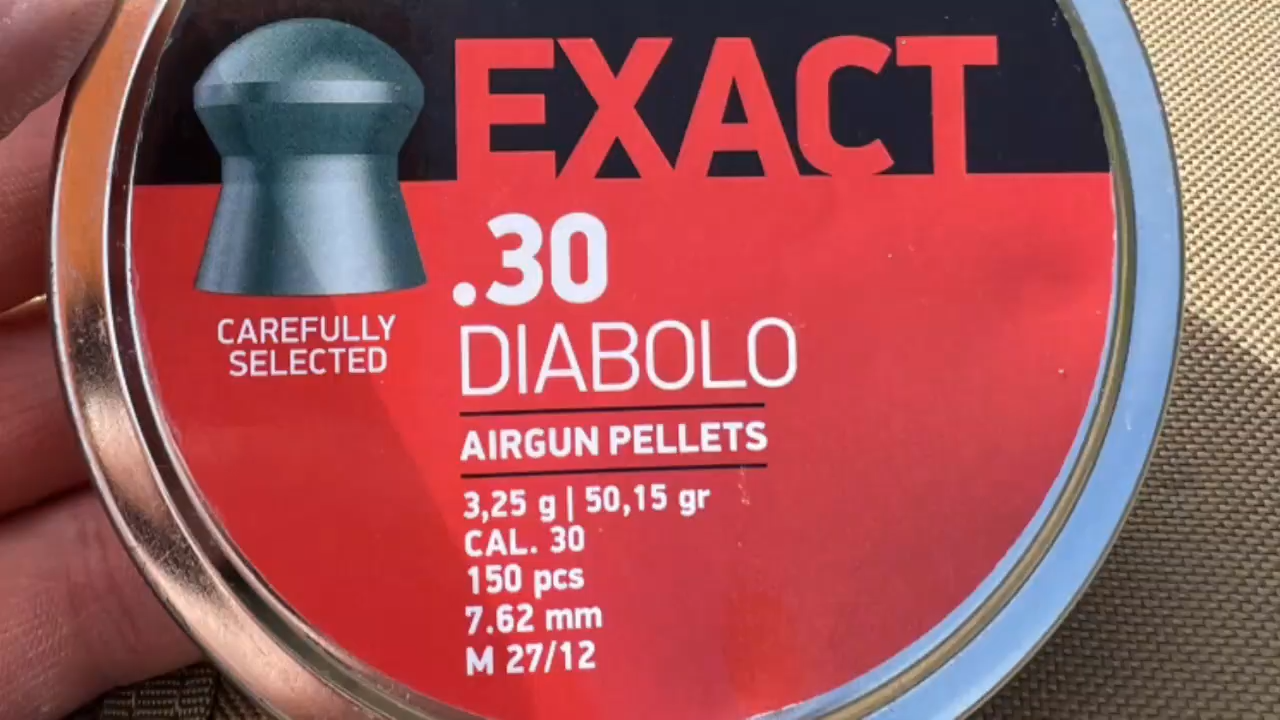 EXACT
.30
DIABOLO
CAREFULLY
SELECTED
AIRGUN PELLETS
3,25 g | 50,15 gr
CAL. 30
150 pcs
7.62 mm
M 27/12